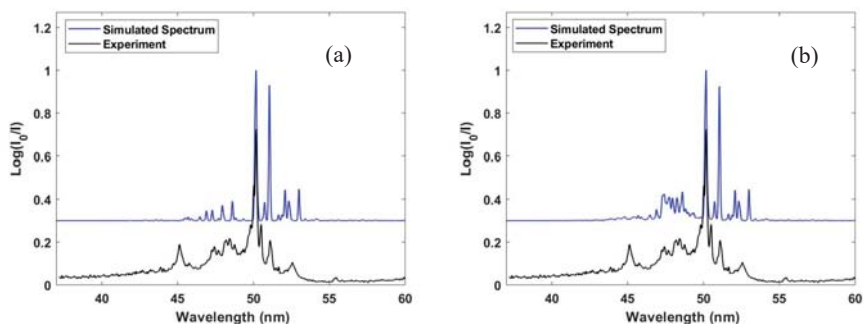 1.2
1
0.8
0.6
0.4
0.2
0
40
45
50
55
60
Wavelength (nm)
Log(I0/I)
Simulated Spectrum
Experiment
(a)
1.2
1
0.8
0.6
0.4
0.2
0
40
45
50
55
60
Wavelength (nm)
Log(I0/I)
Simulated Spectrum
Experiment
(b)